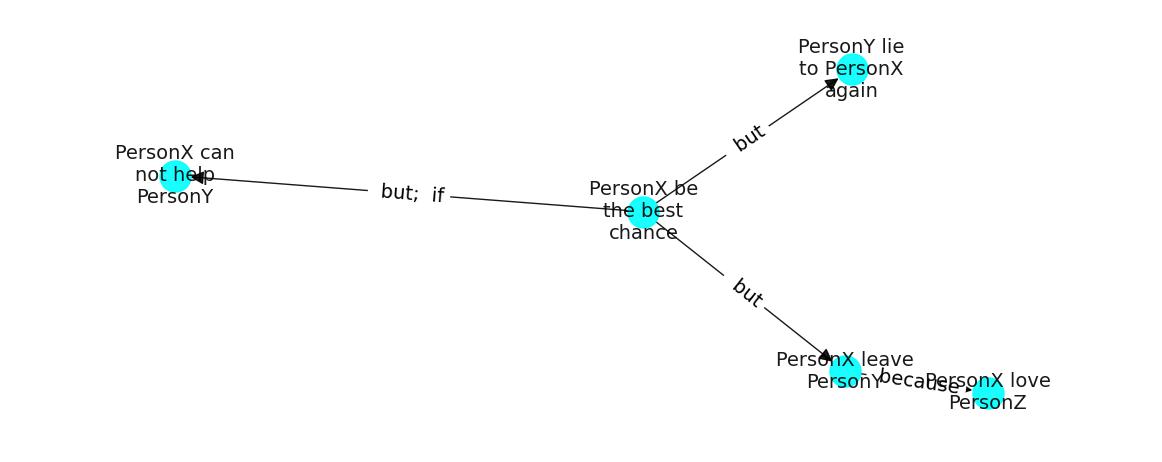 PersonY lie
to PersonX
again
but
PersonX can
not help
PersonY
but;  if
PersonX be
the best
chance
but
PersonX leave
PersonY
because
PersonX love
PersonZ